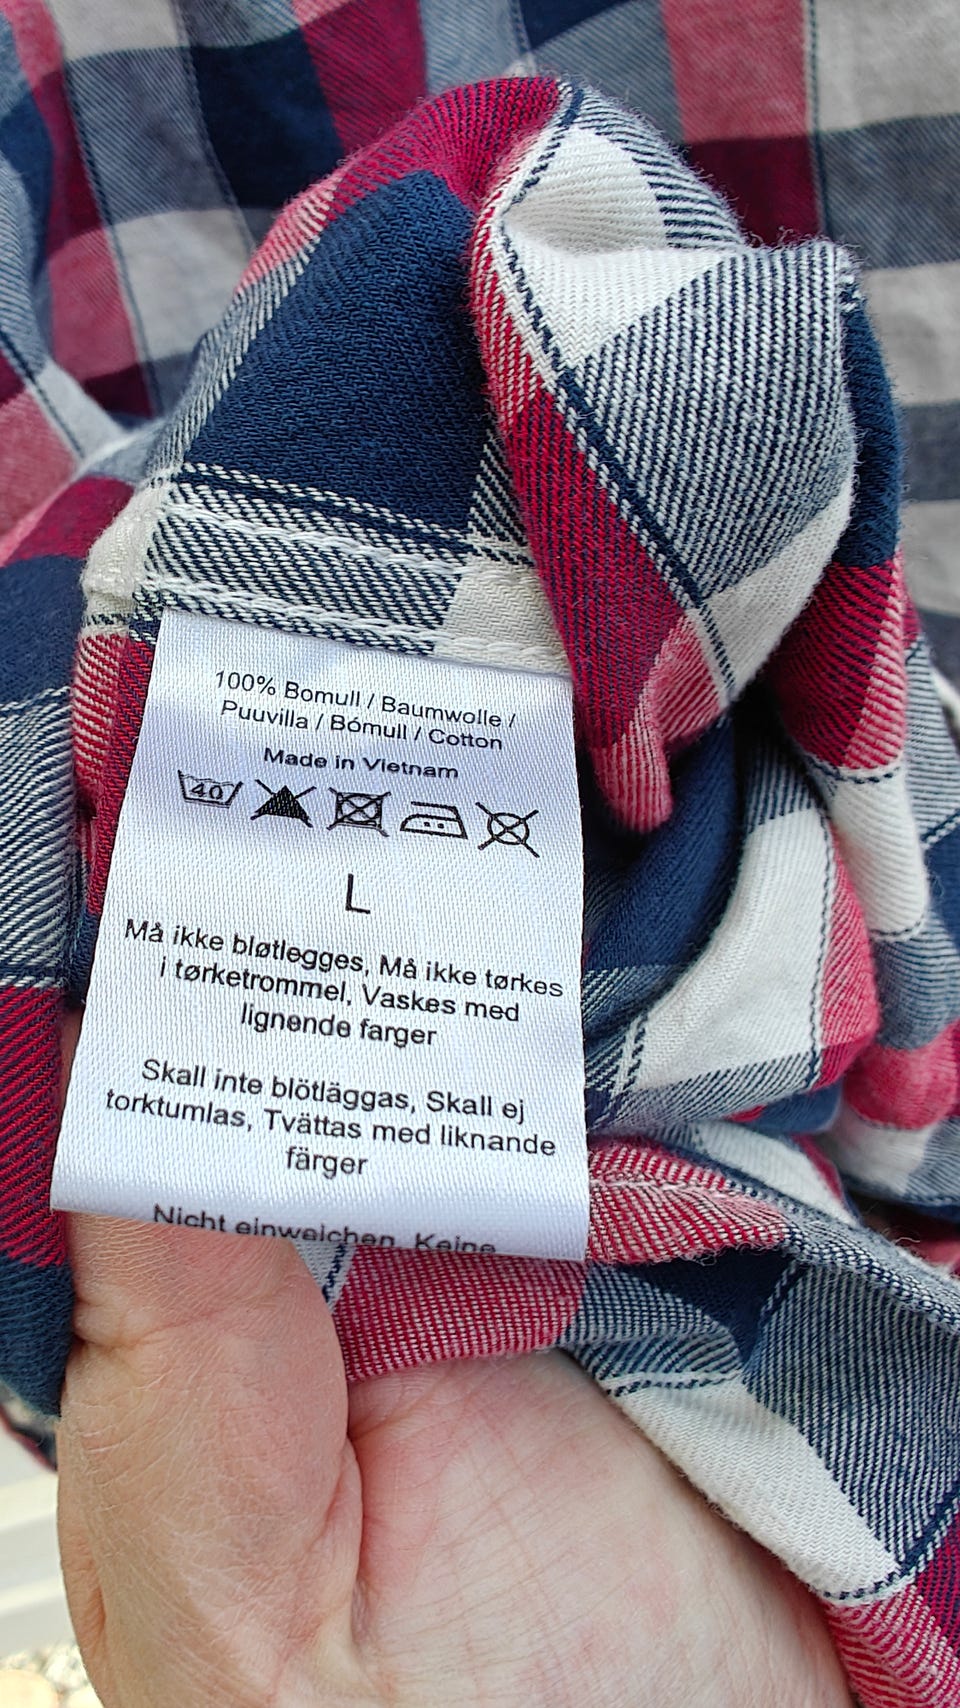 100% Bomull / Baumwolle /
Puuvilla / Bómull / Cotton
Made in Vietnam
40
L
Må ikke bløtlegges, Må ikke tørkes
i tørketrommel, Vaskes med
lignende farger
Skall inte blötläggas, Skall ej
torktumlas, Tvättas med liknande
färger
Nicht einweichen, Keine